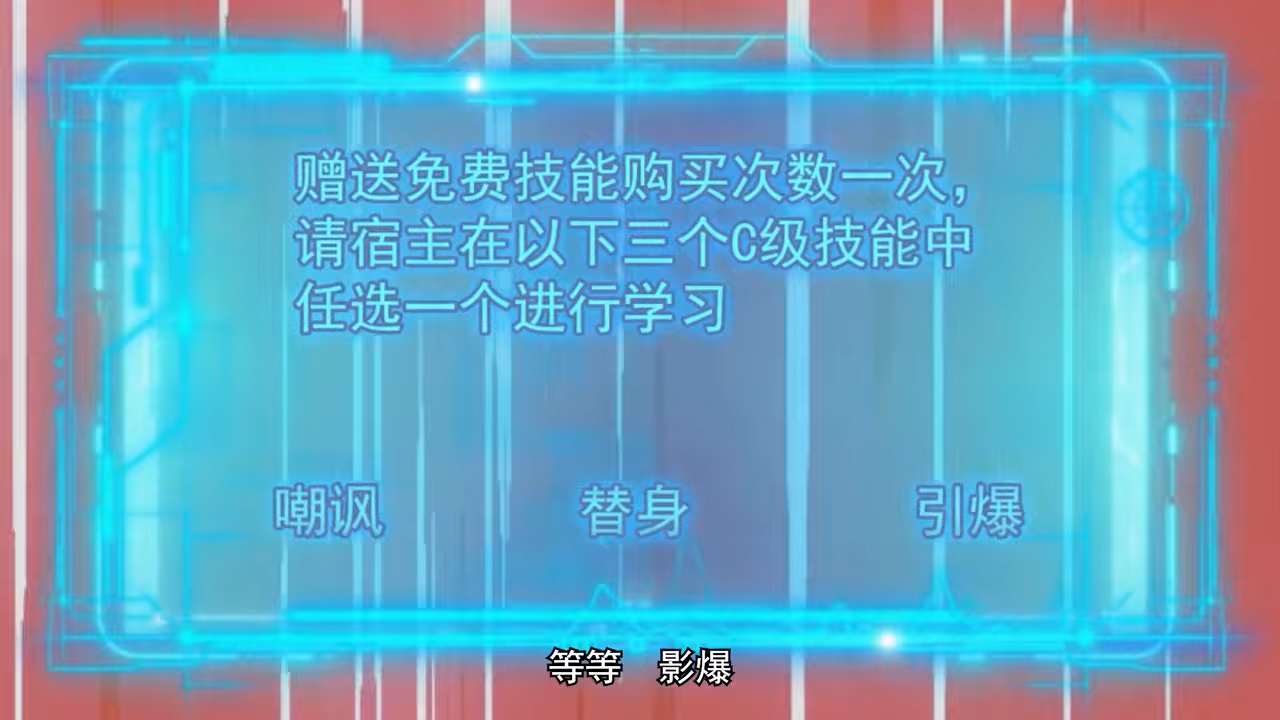 赠送免费技能购买次数一次，
请宿主在以下三个C级技能中
任选一个进行学习
嘲讽 替身 引爆
等等 影爆